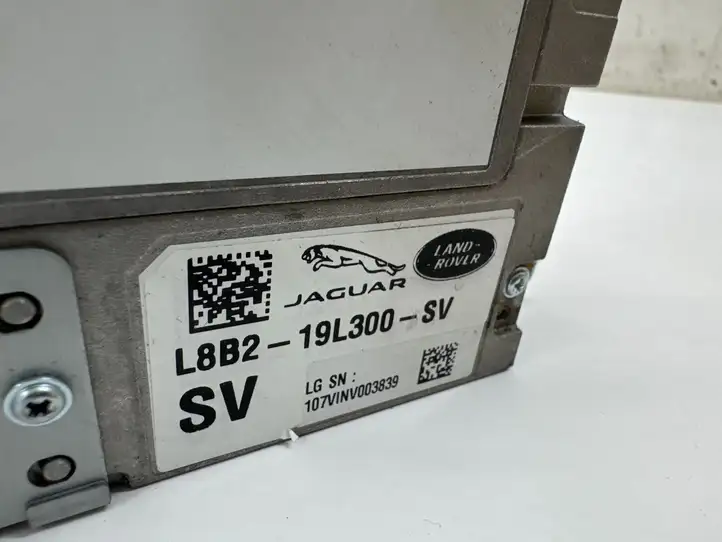 JAGUAR
LAND-
-ROVER
L8B2-19L300-SV
SV
LG SN :
107VINV003839